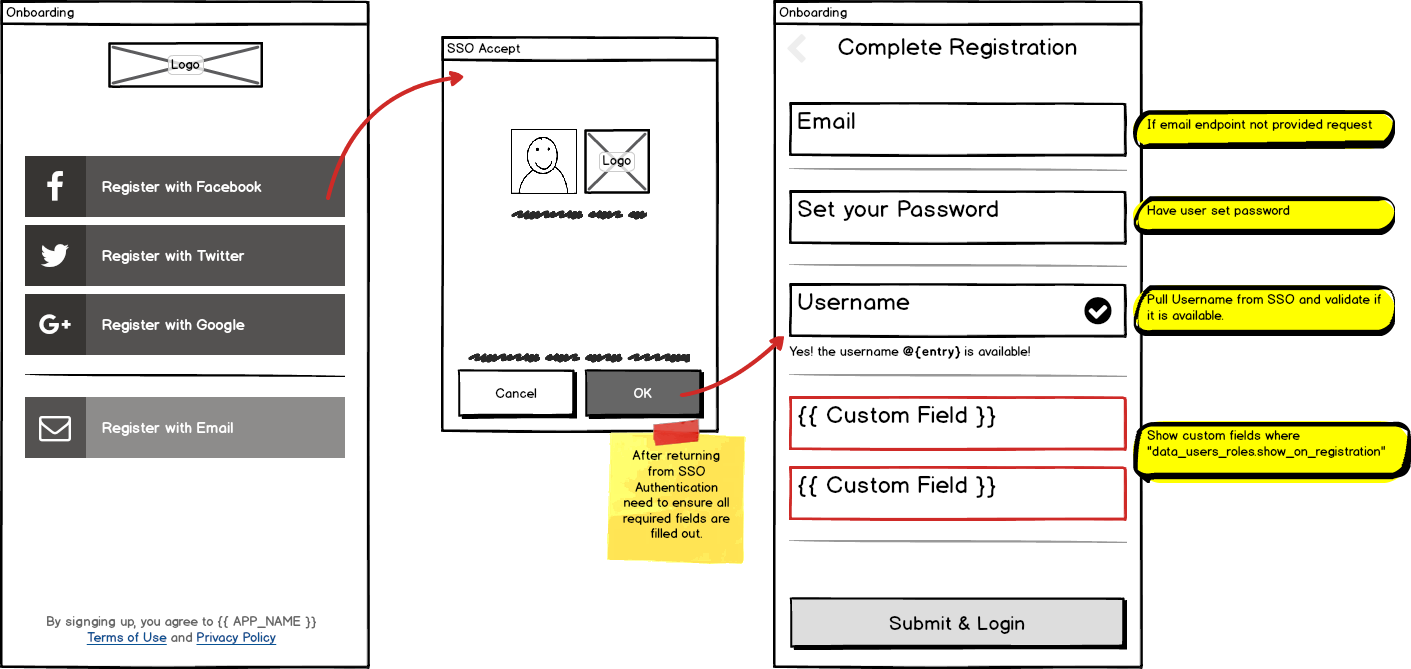 Onboarding
Logo
Register with Facebook
Register with Twitter
G+
Register with Google
Register with Email
By signging up, you agree to {{ APP_NAME }}
Terms of Use and Privacy Policy
SSO Accept
Logo
Cancel
OK
After returning
from SSO
Authentication
need to ensure all
required fields are
filled out.
Onboarding
Complete Registration
Email
If email endpoint not provided request
Set your Password
Have user set password
Username
Pull Username from SSO and validate if
it is available.
Yes! the username @{entry} is available!
{{ Custom Field }}
{{ Custom Field }}
Show custom fields where
"data_users_roles.show_on_registration"
Submit & Login